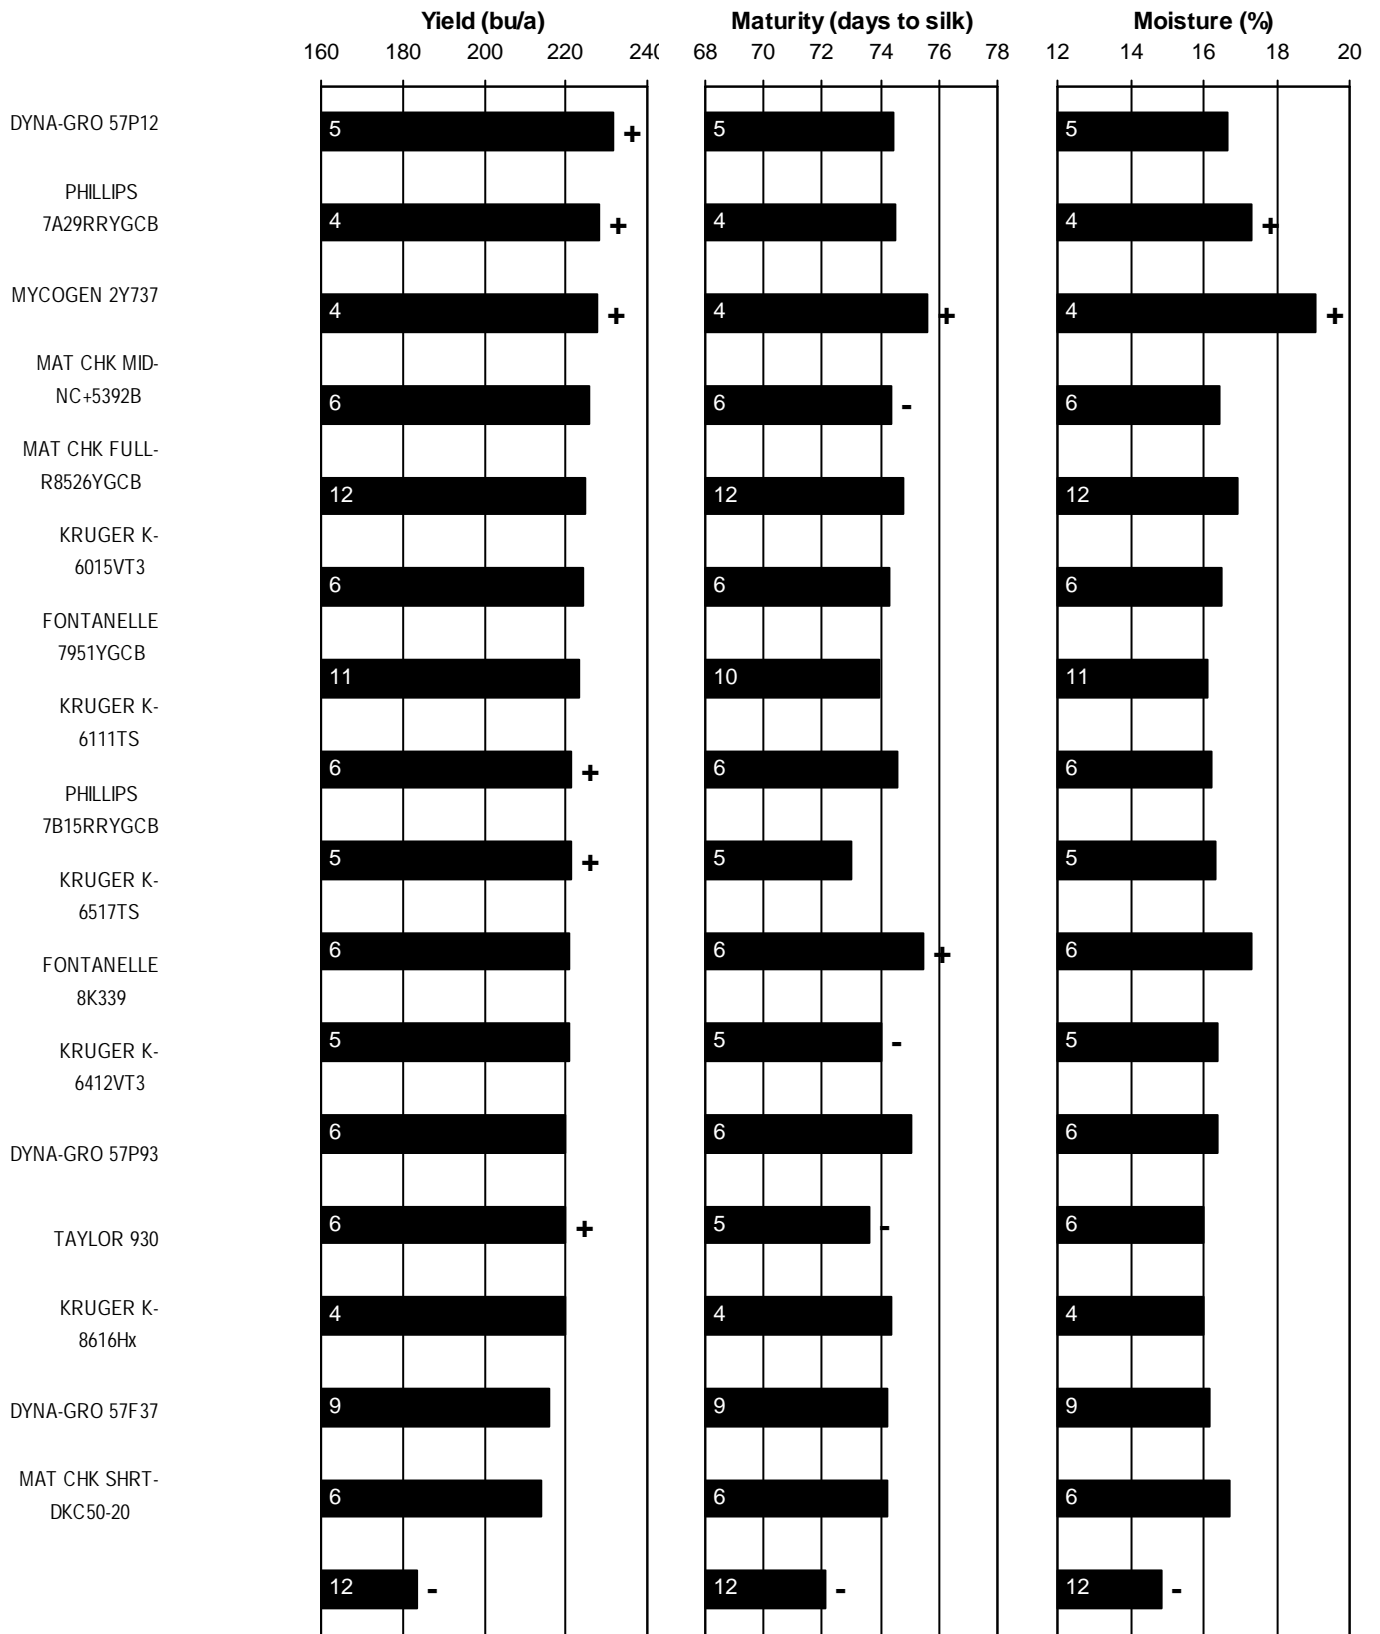 Yield (bu/a) Maturity (days to silk) Moisture (%)
160 180 200 220 240 68 70 72 74 76 78 12 14 16 18 20
DYNA-GRO 57P12
5 + 5 5
PHILLIPS
7A29RRYGCB
4 + 4 4 +
MYCOGEN 2Y737
4 + 4 + 4 +
MAT CHK MID-
NC+5392B
6 6 - 6
MAT CHK FULL-
R8526YGCB
12 12 12
KRUGER K-
6015VT3
6 6 6
FONTANELLE
7951YGCB
11 10 11
KRUGER K-
6111TS
6 + 6 6
PHILLIPS
7B15RRYGCB
5 + 5 5
KRUGER K-
6517TS
6 6 + 6
FONTANELLE
8K339
5 5 - 5
KRUGER K-
6412VT3
6 6 6
DYNA-GRO 57P93
6 + 5 - 6
TAYLOR 930
4 4 4
KRUGER K-
8616Hx
9 9 9
DYNA-GRO 57F37
6 6 6
MAT CHK SHRT-
DKC50-20
12 - 12 - 12 -